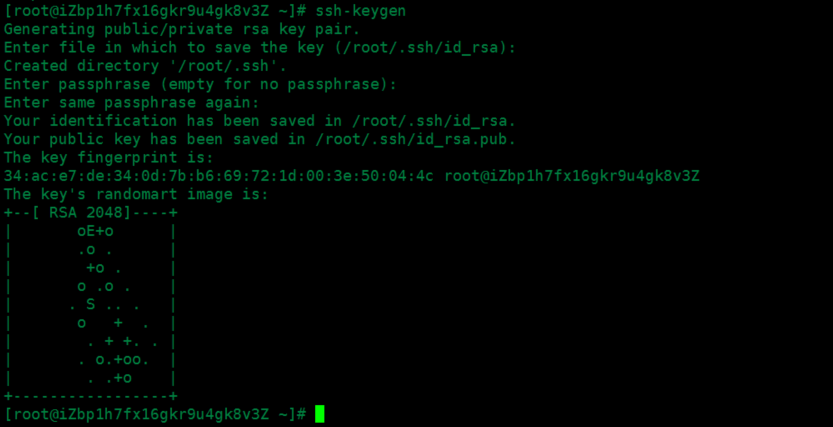 [root@iZbp1h7fx16gkr9u4gk8v3Z ~]# ssh-keygen
Generating public/private rsa key pair.
Enter file in which to save the key (/root/.ssh/id_rsa):
Created directory '/root/.ssh'.
Enter passphrase (empty for no passphrase):
Enter same passphrase again:
Your identification has been saved in /root/.ssh/id_rsa.
Your public key has been saved in /root/.ssh/id_rsa.pub.
The key fingerprint is:
34:ac:e7:de:34:0d:7b:b6:69:72:1d:00:3e:50:04:4c root@iZbp1h7fx16gkr9u4gk8v3Z
The key's randomart image is:
+--[ RSA 2048]----+
|       oE+o      |
|       .o .      |
|        +o .     |
|       o .o .    |
|      . S .. .   |
|       o   +  .  |
|        . + +. . |
|       . o.+oo.  |
|        . .+o    |
+-----------------+
[root@iZbp1h7fx16gkr9u4gk8v3Z ~]#